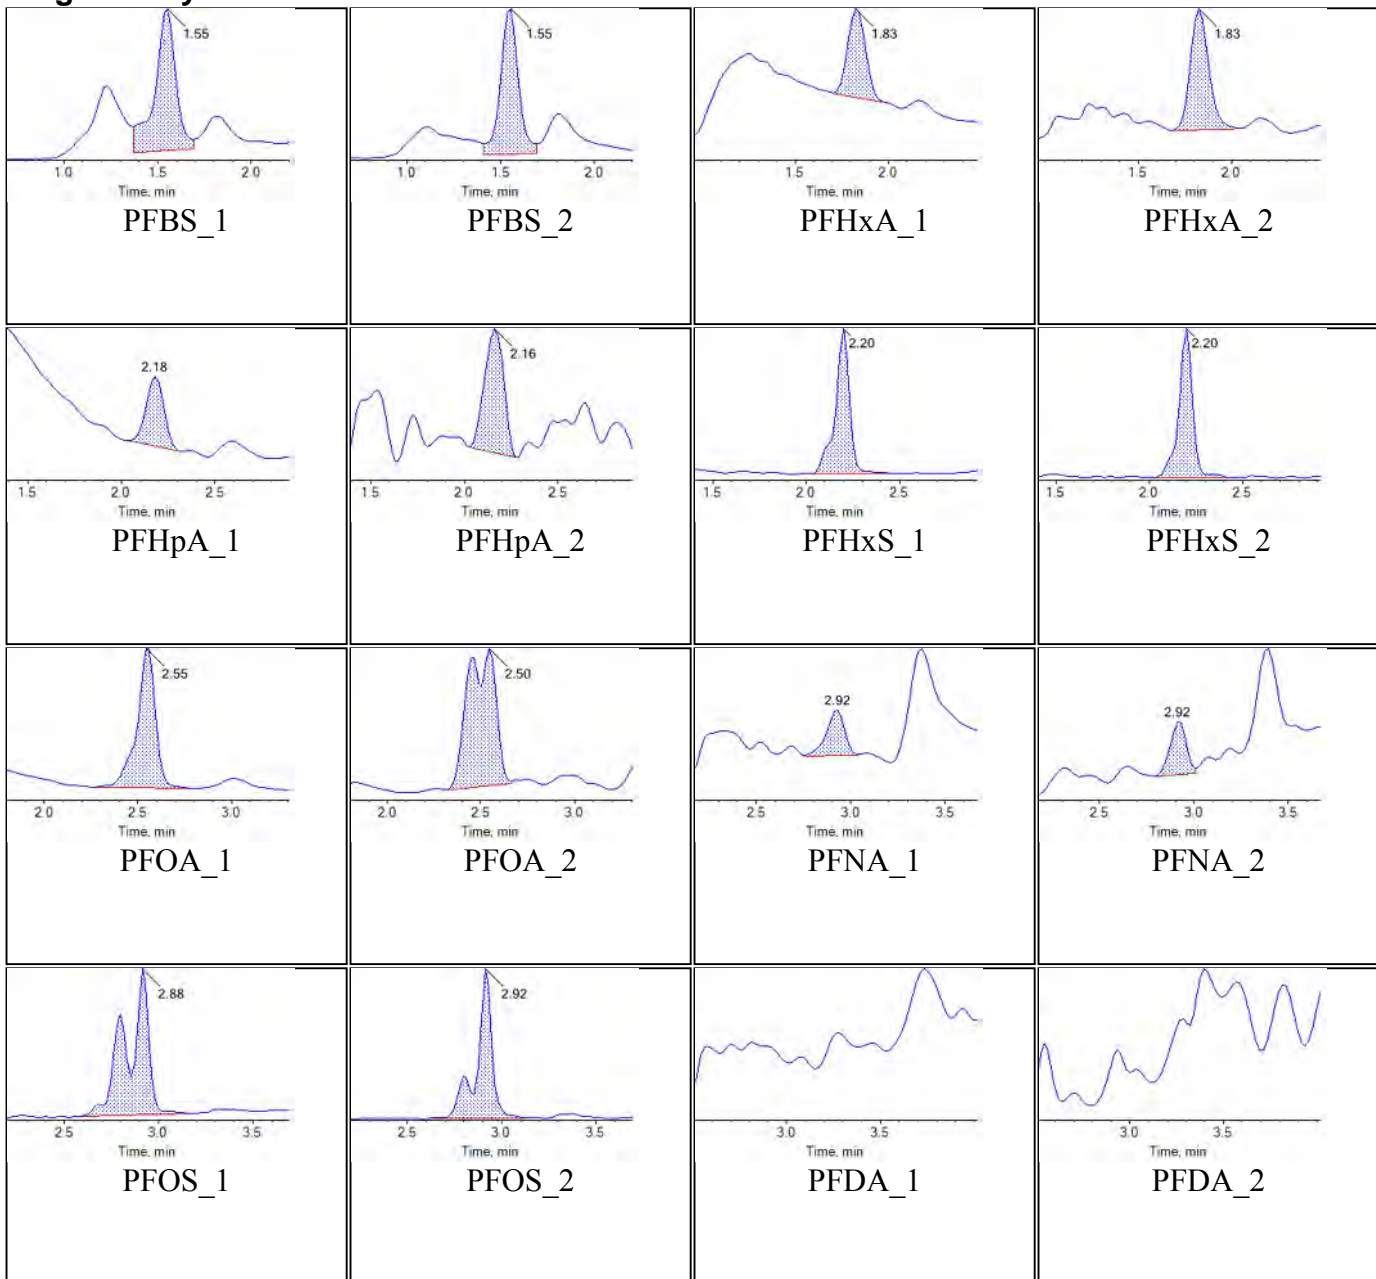 1.55 1.55 1.83 1.83
1.0 1.5 2.0 1.0 1.5 2.0 1.5 2.0 1.5 2.0
Time, min Time, min Time, min Time, min
PFBS_1 PFBS_2 PFHxA_1 PFHxA_2
2.18 2.16 2.20 2.20
1.5 2.0 2.5 1.5 2.0 2.5 1.5 2.0 2.5 1.5 2.0 2.5
Time, min Time, min Time, min Time, min
PFHpA_1 PFHpA_2 PFHxS_1 PFHxS_2
2.55 2.50 2.92 2.92
2.0 2.5 3.0 2.0 2.5 3.0 2.5 3.0 3.5 2.5 3.0 3.5
Time, min Time, min Time, min Time, min
PFOA_1 PFOA_2 PFNA_1 PFNA_2
2.88 2.92
2.5 3.0 3.5 2.5 3.0 3.5 3.0 3.5 3.0 3.5
Time, min Time, min Time, min Time, min
PFOS_1 PFOS_2 PFDA_1 PFDA_2